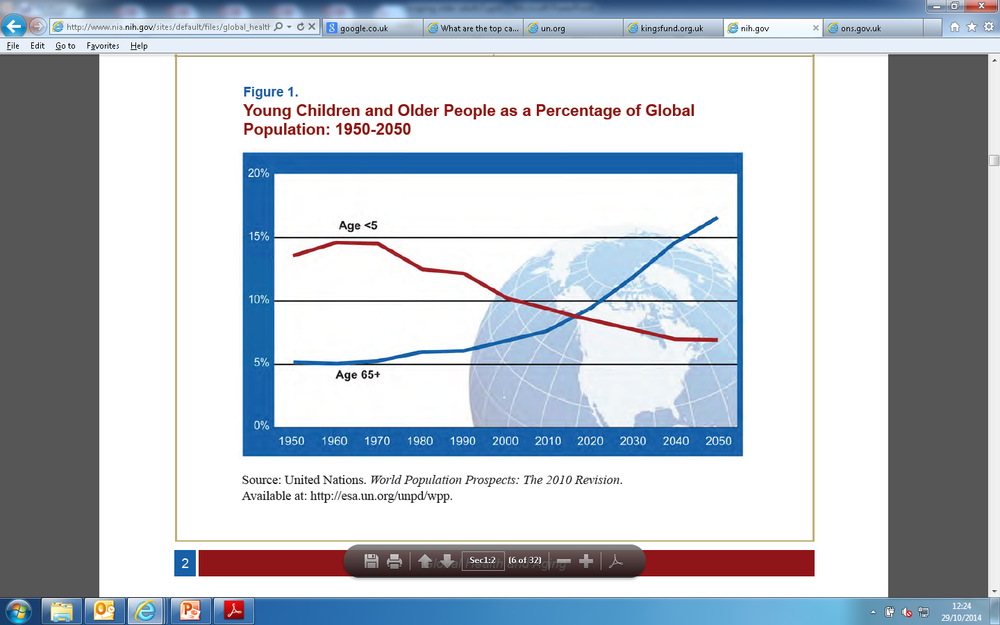 http://www.nia.nih.gov/sites/default/files/global_health
google.co.uk
What are the top ca...
un.org
kingsfund.org.uk
nih.gov
ons.gov.uk
File Edit Go to Favorites Help
Figure 1.
Young Children and Older People as a Percentage of Global
Population: 1950-2050
20%
Age <5
15%
10%
5%
Age 65+
0%
1950 1960 1970 1980 1990 2000 2010 2020 2030 2040 2050
Source: United Nations. World Population Prospects: The 2010 Revision.
Available at: http://esa.un.org/unpd/wpp.
2
Sec1:2 (6 of 32)
Global Health and Aging
12:24
29/10/2014